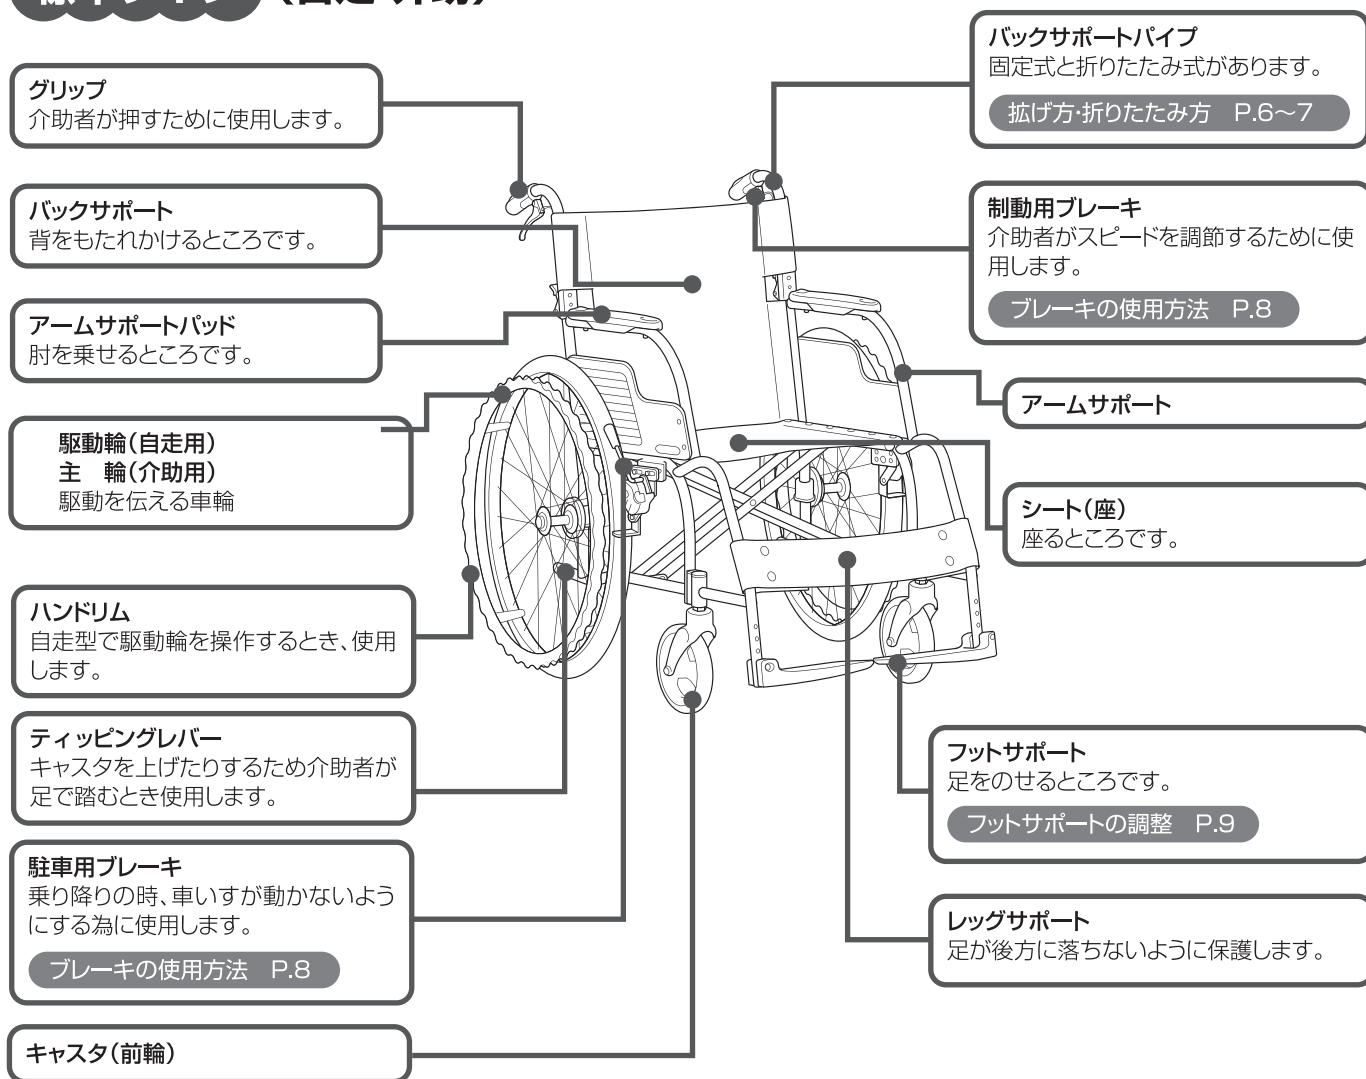 グリップ
介助者が押すために使用します。
バックサポート
背をもたれかけるところです。
アームサポートパッド
肘を乗せるところです。
駆動輪(自走用)
主　輪(介助用)
駆動を伝える車輪
ハンドリム
自走型で駆動輪を操作するとき、使用
します。
ティッピングレバー
キャスタを上げたりするため介助者が
足で踏むとき使用します。
駐車用ブレーキ
乗り降りの時、車いすが動かないよう
にする為に使用します。
ブレーキの使用方法　P.8
キャスタ(前輪)
バックサポートパイプ
固定式と折りたたみ式があります。
拡げ方・折りたたみ方　P.6〜7
制動用ブレーキ
介助者がスピードを調節するために使
用します。
ブレーキの使用方法　P.8
アームサポート
シート(座)
座るところです。
フットサポート
足をのせるところです。
フットサポートの調整　P.9
レッグサポート
足が後方に落ちないように保護します。